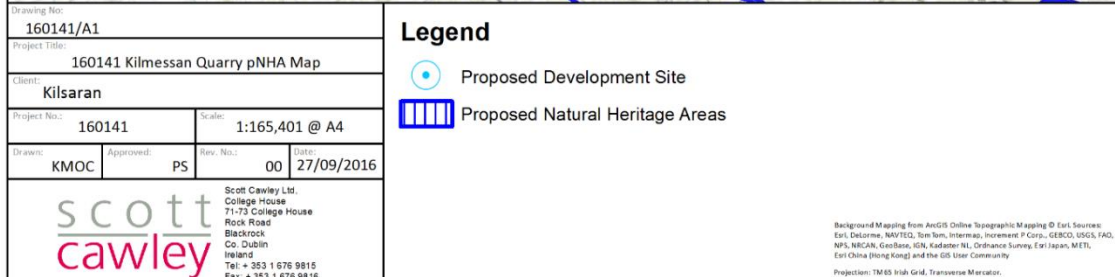 Drawing No:
160141/A1
Project Title:
160141 Kilmessan Quarry pNHA Map
Client:
Kilsaran
Project No.:
160141
Scale:
1:165,401 @ A4
Drawn:
KMOC
Approved:
PS
Rev. No.:
00
Date:
27/09/2016
scott
cawley
Scott Cawley Ltd.
College House
71-73 College House
Rock Road
Blackrock
Co. Dublin
Ireland
Tel: + 353 1 676 9815
Fax: + 353 1 676 9816
Legend
Proposed Development Site
Proposed Natural Heritage Areas
Background Mapping from ArcGIS Online Topographic Mapping © Esri. Sources:
Esri, DeLorme, NAVTEQ, TomTom, Intermap, increment P Corp., GEBCO, USGS, FAO,
NPS, NRCAN, GeoBase, IGN, Kadaster NL, Ordnance Survey, Esri Japan, METI,
Esri China (Hong Kong) and the GIS User Community
Projection: TM65 Irish Grid, Transverse Mercator.